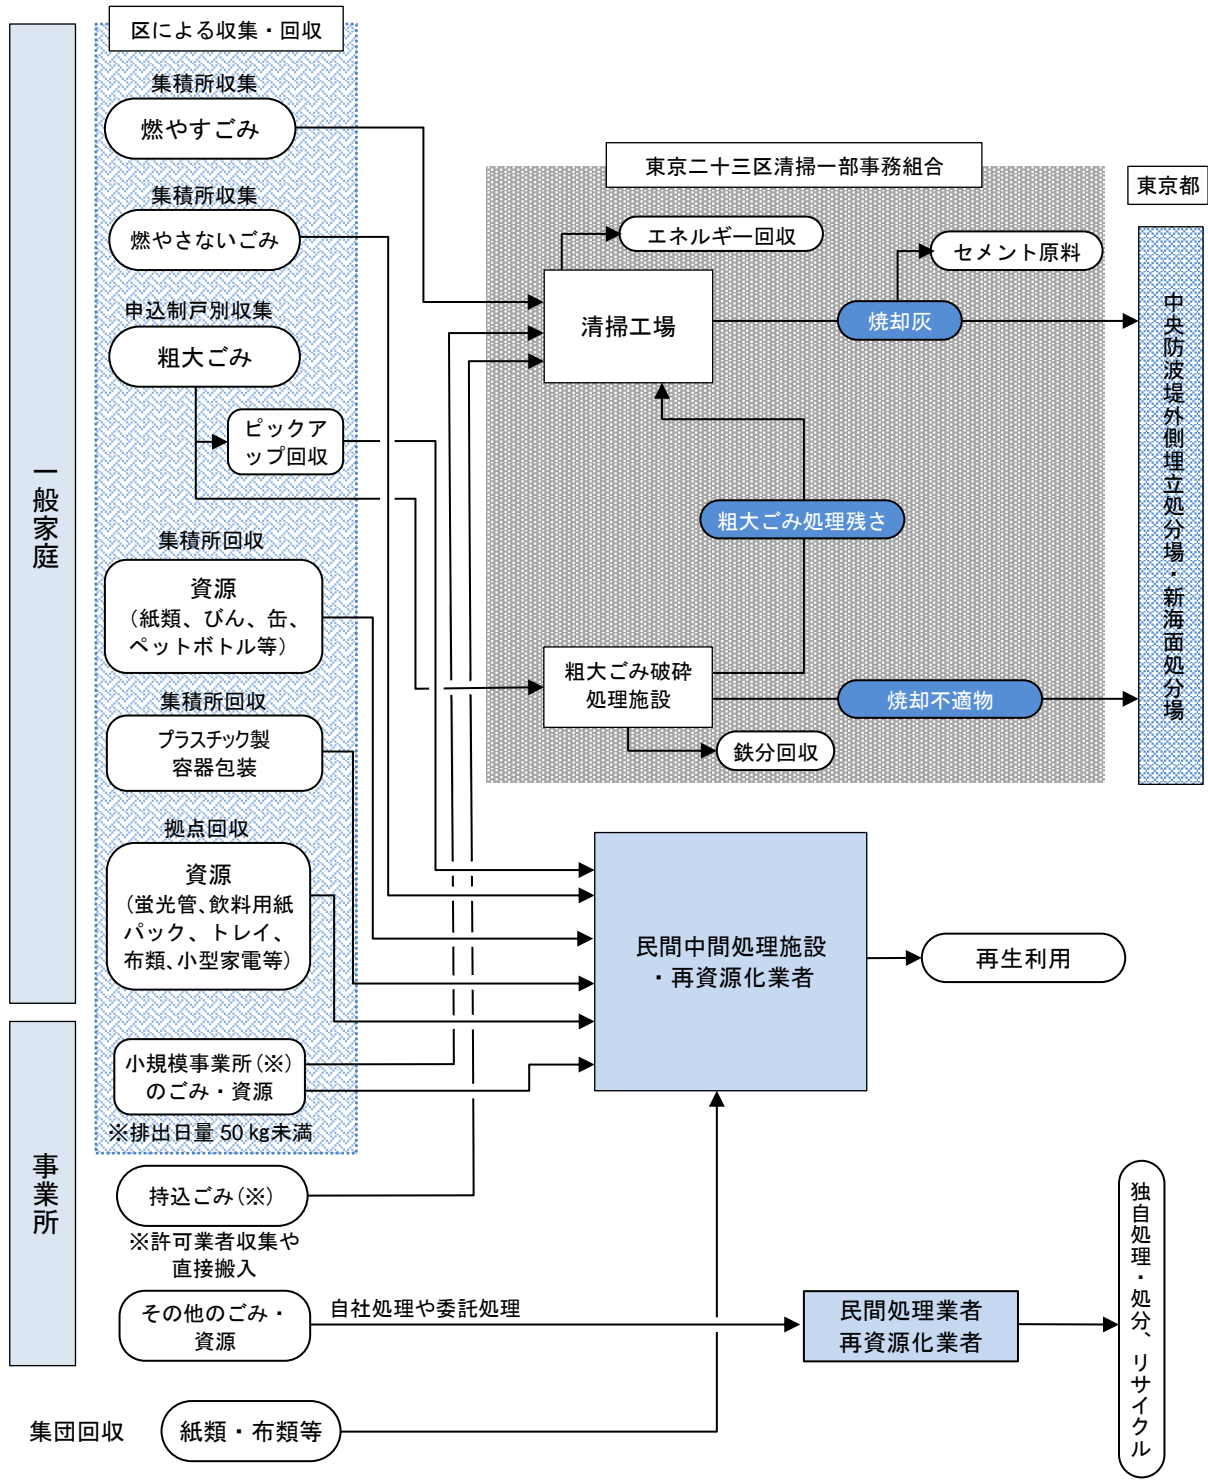 区による収集・回収
集積所収集
燃やすごみ
集積所収集
燃やさないごみ
申込制戸別収集
粗大ごみ
ピックア
ップ回収
一般家庭
集積所回収
資源
（紙類、びん、缶、
ペットボトル等）
集積所回収
プラスチック製
容器包装
拠点回収
資源
（蛍光管、飲料用紙
パック、トレイ、
布類、小型家電等）
事業所
小規模事業所（※）
のごみ・資源
※排出日量 50 kg未満
持込ごみ（※）
※許可業者収集や
直接搬入
その他のごみ・
資源
自社処理や委託処理
集団回収
紙類・布類等
東京二十三区清掃一部事務組合
エネルギー回収
セメント原料
清掃工場
焼却灰
粗大ごみ処理残さ
粗大ごみ破砕
処理施設
焼却不適物
鉄分回収
東京都
中央防波堤外側埋立処分場・新海面処分場
民間中間処理施設
・再資源化業者
再生利用
民間処理業者
再資源化業者
独自処理・処分、リサイクル